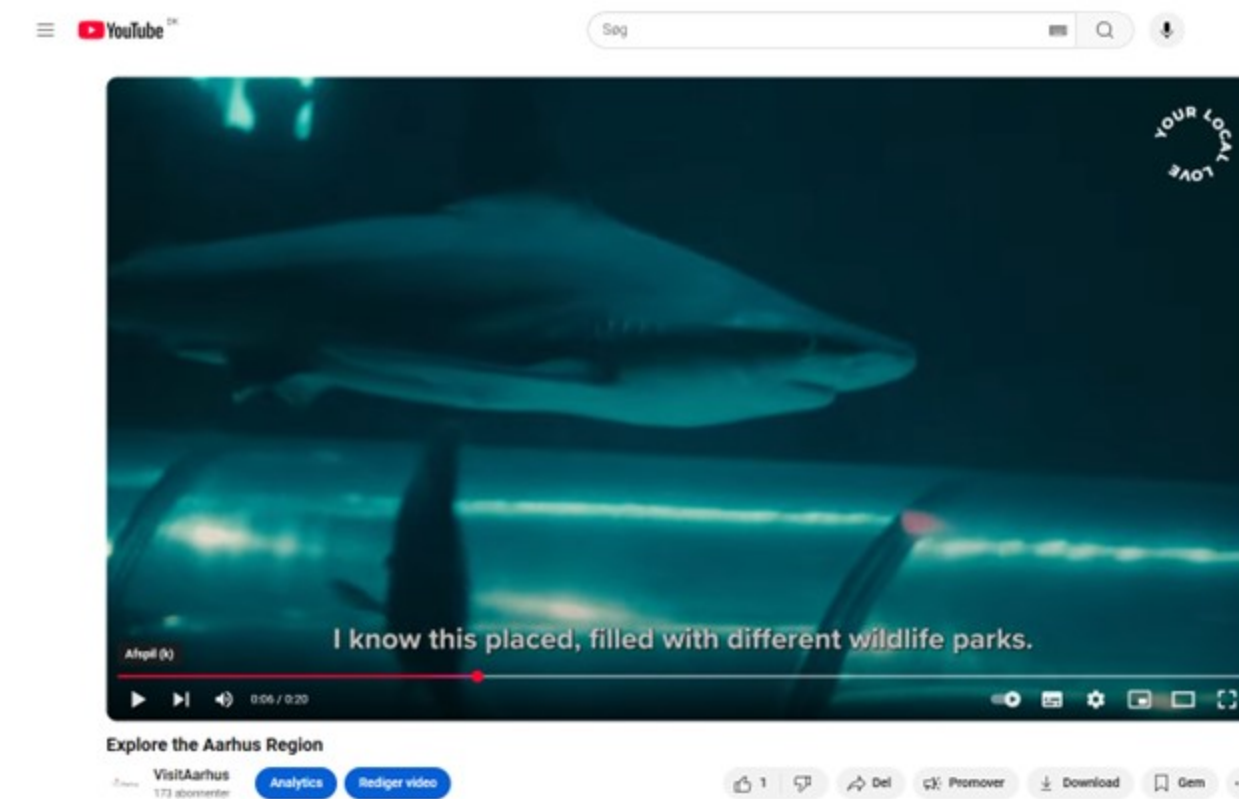 YouTube DK
Søg
YOUR LOCAL LOVE
I know this placed, filled with different wildlife parks.
Afspil (k)
0:06 / 0:20
Explore the Aarhus Region
VisitAarhus
173 abonnenter
Analytics
Rediger video
1
Del
Promover
Download
Gem